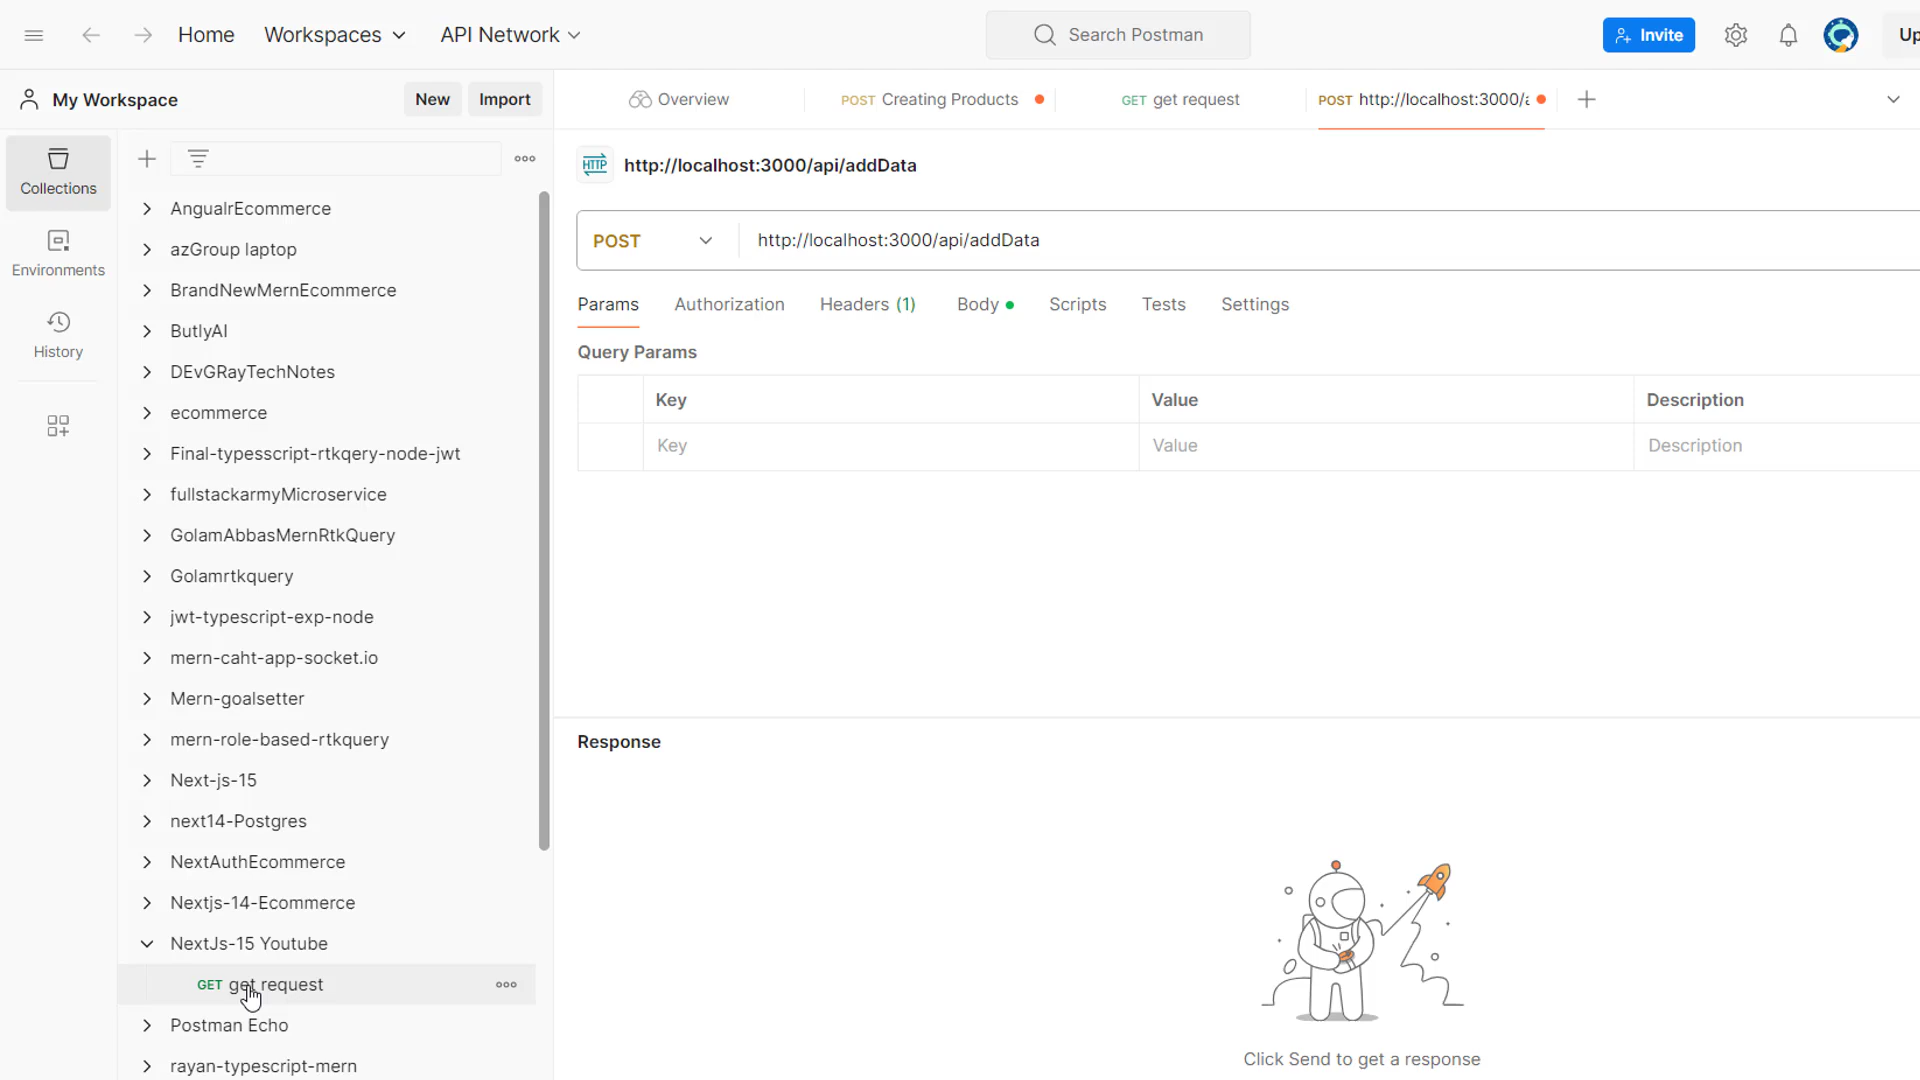 Home Workspaces API Network Search Postman Invite Up
My Workspace New Import Overview POST Creating Products GET get request POST http://localhost:3000/a
Collections
Environments
History
AngualrEcommerce
azGroup laptop
BrandNewMernEcommerce
ButlyAI
DEvGRayTechNotes
ecommerce
Final-typesscript-rtkqery-node-jwt
fullstackarmyMicroservice
GolamAbbasMernRtkQuery
Golamrtkquery
jwt-typescript-exp-node
mern-caht-app-socket.io
Mern-goalsetter
mern-role-based-rtkquery
Next-js-15
next14-Postgres
NextAuthEcommerce
Nextjs-14-Ecommerce
NextJs-15 Youtube
GET get request
Postman Echo
rayan-typescript-mern
HTTP http://localhost:3000/api/addData
POST http://localhost:3000/api/addData
Params Authorization Headers (1) Body Scripts Tests Settings
Query Params
Key Value Description
Key Value Description
Response
Click Send to get a response